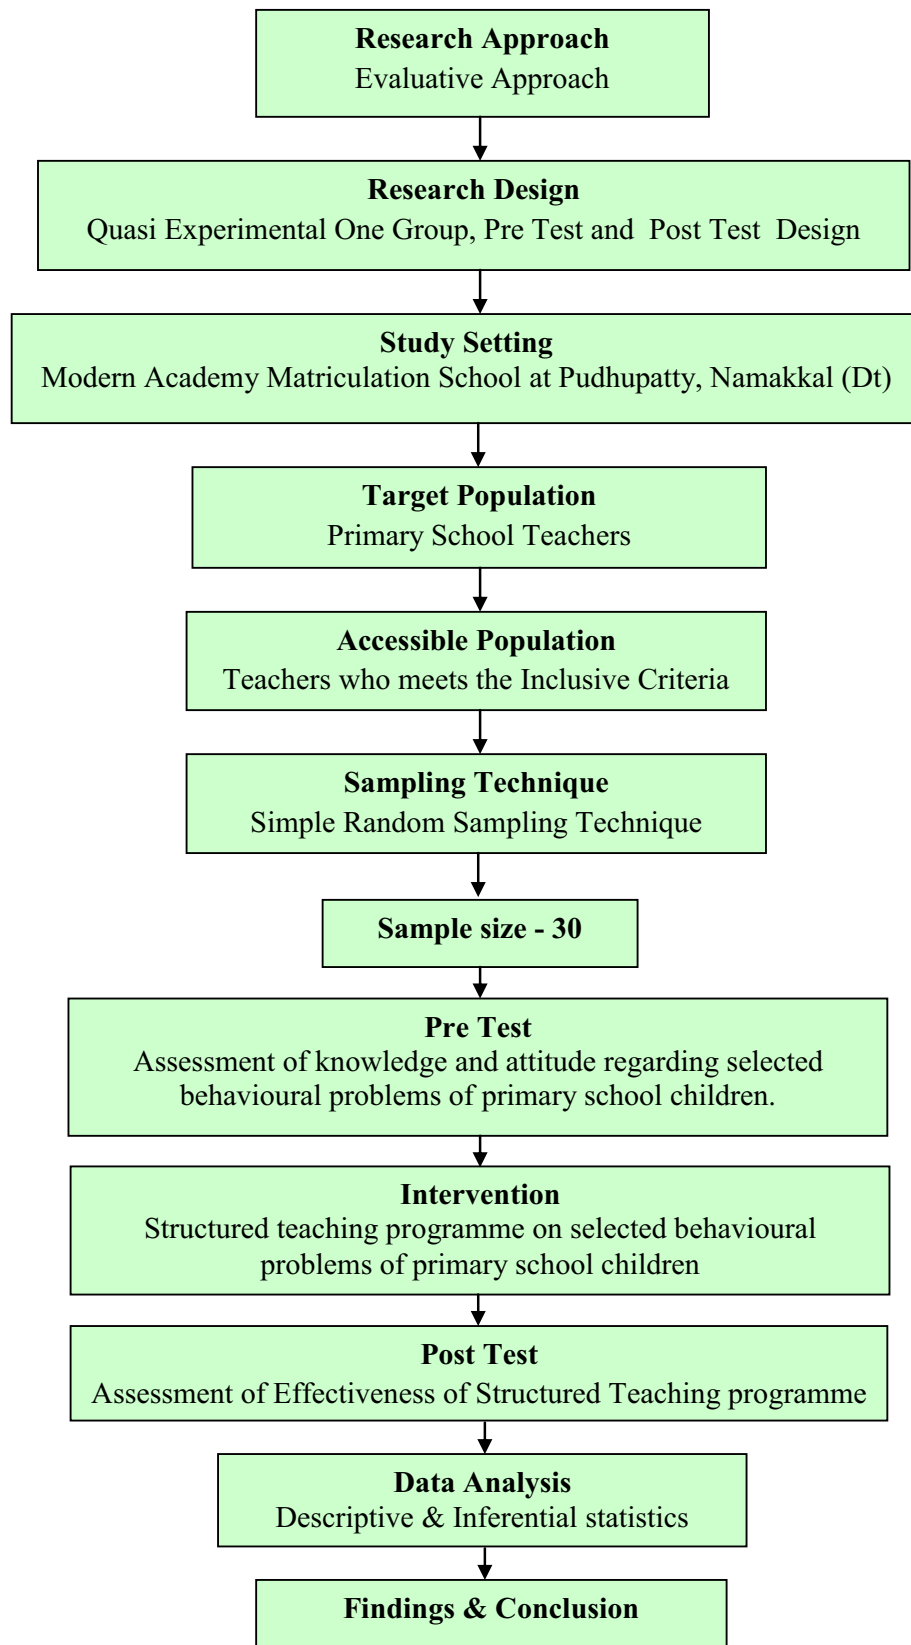 Research Approach
Evaluative Approach
Research Design
Quasi Experimental One Group, Pre Test and Post Test Design
Study Setting
Modern Academy Matriculation School at Pudhupatty, Namakkal (Dt)
Target Population
Primary School Teachers
Accessible Population
Teachers who meets the Inclusive Criteria
Sampling Technique
Simple Random Sampling Technique
Sample size - 30
Pre Test
Assessment of knowledge and attitude regarding selected
behavioural problems of primary school children.
Intervention
Structured teaching programme on selected behavioural
problems of primary school children
Post Test
Assessment of Effectiveness of Structured Teaching programme
Data Analysis
Descriptive & Inferential statistics
Findings & Conclusion